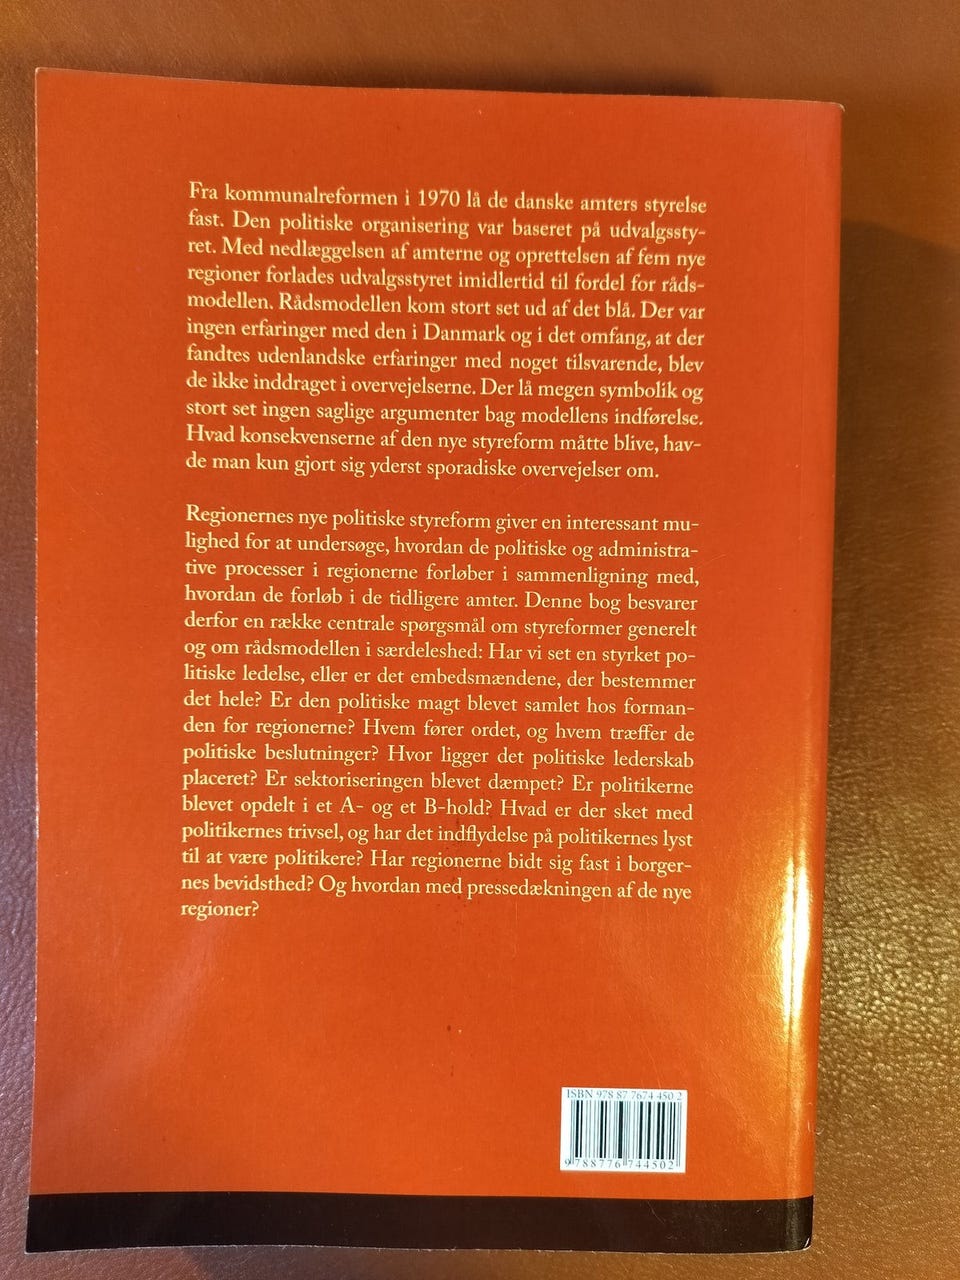 Fra kommunalreformen i 1970 lå de danske amters styrelse
fast. Den politiske organisering var baseret på udvalgssty-
ret. Med nedlæggelsen af amterne og oprettelsen af fem nye
regioner forlades udvalgsstyret imidlertid til fordel for råds-
modellen. Rådsmodellen kom stort set ud af det blå. Der var
ingen erfaringer med den i Danmark og i det omfang, at der
fandtes udenlandske erfaringer med noget tilsvarende, blev
de ikke inddraget i overvejelserne. Der lå megen symbolik og
stort set ingen saglige argumenter bag modellens indførelse.
Hvad konsekvenserne af den nye styreform måtte blive, hav-
de man kun gjort sig yderst sporadiske overvejelser om.
Regionernes nye politiske styreform giver en interessant mu-
lighed for at undersøge, hvordan de politiske og administra-
tive processer i regionerne forløber i sammenligning med,
hvordan de forløb i de tidligere amter. Denne bog besvarer
derfor en række centrale spørgsmål om styreformer generelt
og om rådsmodellen i særdeleshed: Har vi set en styrket po-
litiske ledelse, eller er det embedsmændene, der bestemmer
det hele? Er den politiske magt blevet samlet hos forman-
den for regionerne? Hvem fører ordet, og hvem træffer de
politiske beslutninger? Hvor ligger det politiske lederskab
placeret? Er sektoriseringen blevet dæmpet? Er politikerne
blevet opdelt i et A- og et B-hold? Hvad er der sket med
politikernes trivsel, og har det indflydelse på politikernes lyst
til at være politikere? Har regionerne bidt sig fast i borger-
nes bevidsthed? Og hvordan med pressedækningen af de nye
regioner?
ISBN 978 87 7674 450 2
9 788776 744502